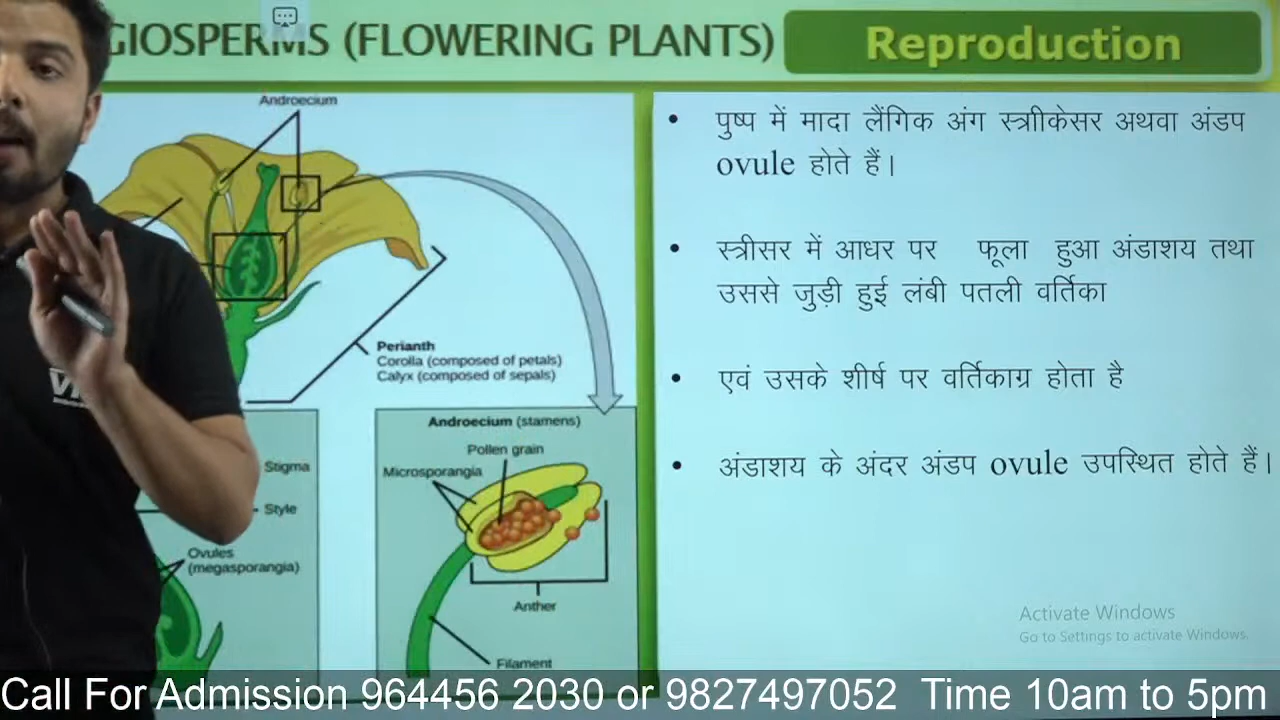 GIOSPERMS (FLOWERING PLANTS)
Reproduction
Androecium
Perianth
Corolla (composed of petals)
Calyx (composed of sepals)
Stigma
Style
Ovules
(megasporangia)
Androecium (stamens)
Pollen grain
Microsporangia
Anther
Filament
• पुष्प में मादा लैंगिक अंग स्त्राीकेसर अथवा अंडप
ovule होते हैं।
• स्त्रीसर में आधर पर फूला हुआ अंडाशय तथा
उससे जुड़ी हुई लंबी पतली वर्तिका
• एवं उसके शीर्ष पर वर्तिकाग्र होता है
• अंडाशय के अंदर अंडप ovule उपस्थित होते हैं।
Activate Windows
Go to Settings to activate Windows.
Call For Admission 964456 2030 or 9827497052 Time 10am to 5pm